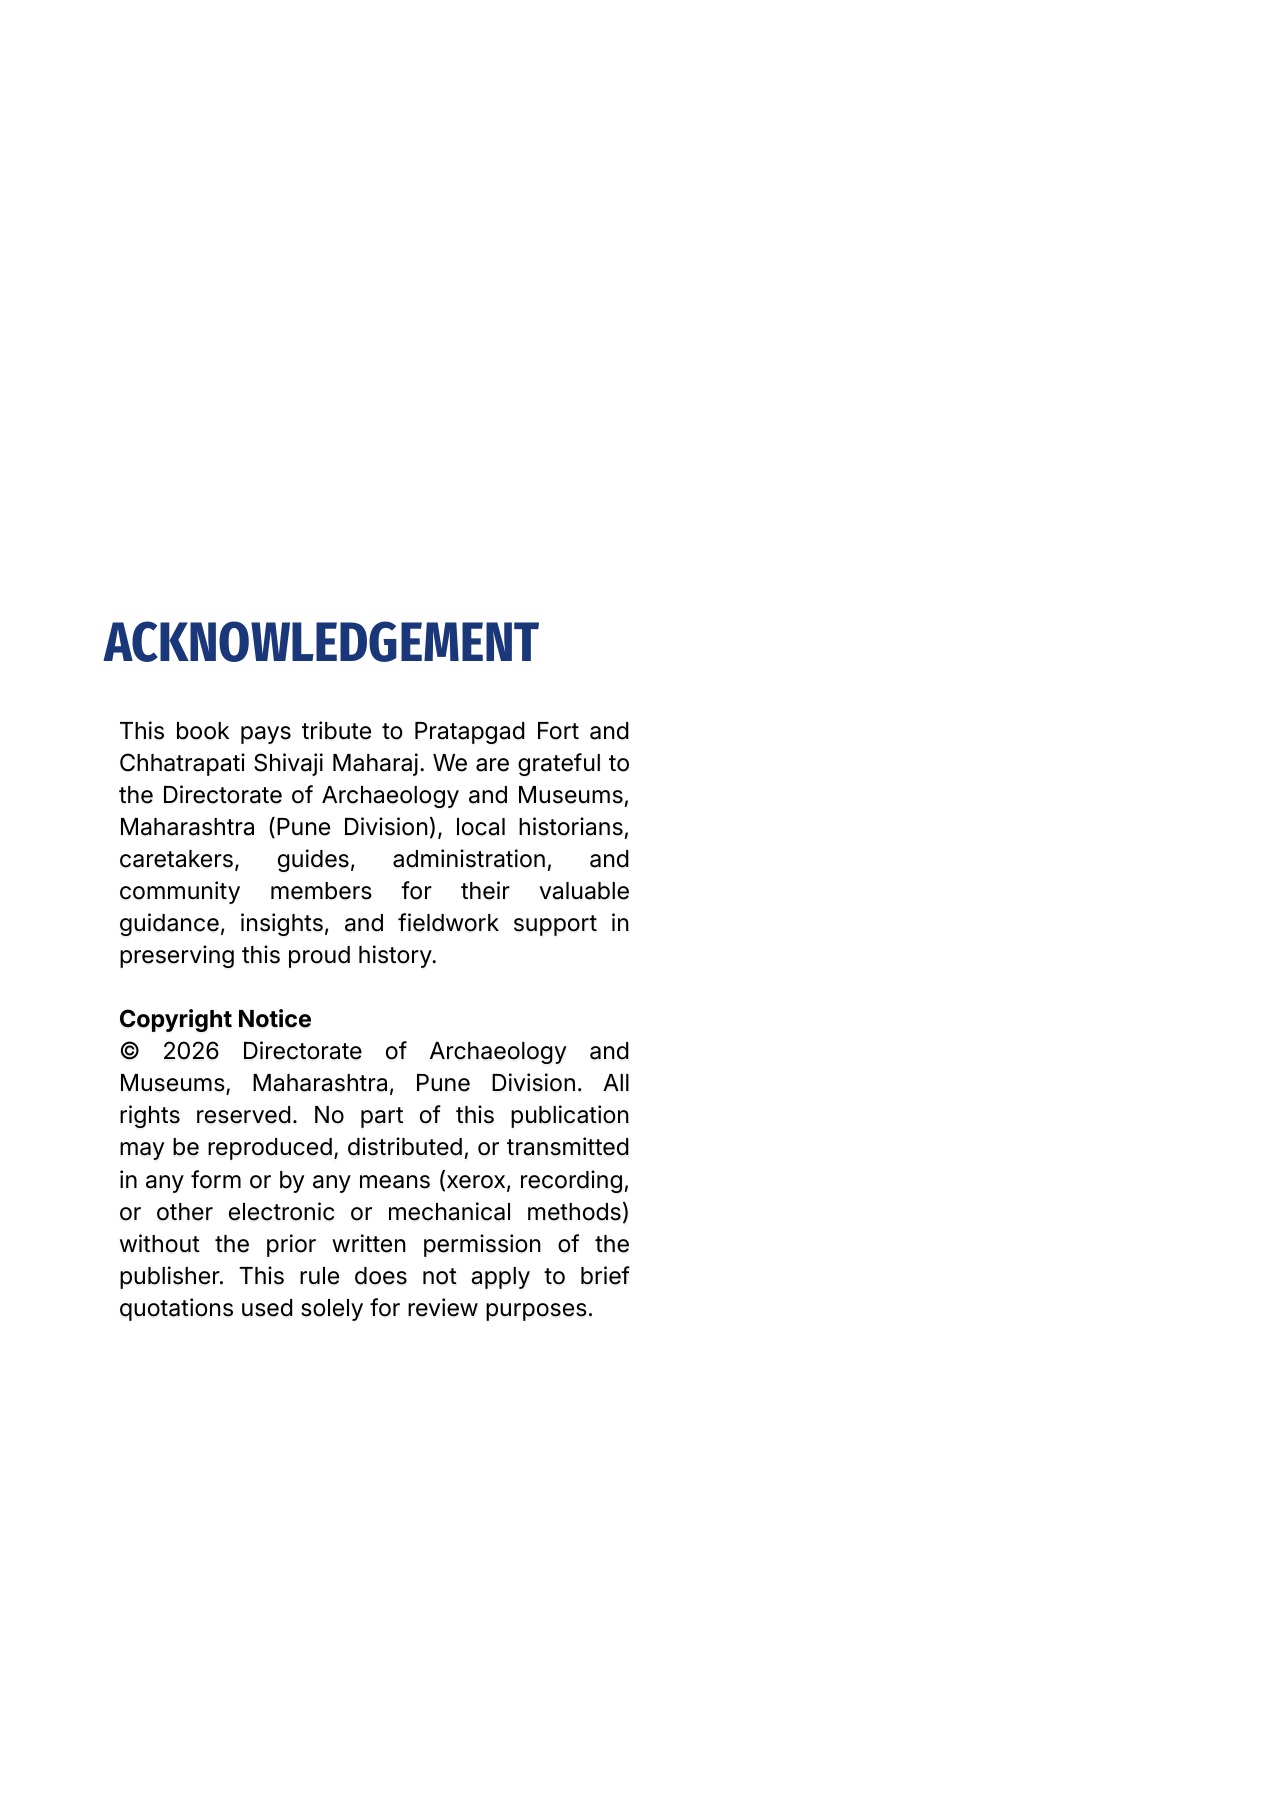 ACKNOWLEDGEMENT
This book pays tribute to Pratapgad Fort and
Chhatrapati Shivaji Maharaj. We are grateful to
the Directorate of Archaeology and Museums,
Maharashtra (Pune Division), local historians,
caretakers, guides, administration, and
community members for their valuable
guidance, insights, and fieldwork support in
preserving this proud history.
Copyright Notice
© 2026 Directorate of Archaeology and
Museums, Maharashtra, Pune Division. All
rights reserved. No part of this publication
may be reproduced, distributed, or transmitted
in any form or by any means (xerox, recording,
or other electronic or mechanical methods)
without the prior written permission of the
publisher. This rule does not apply to brief
quotations used solely for review purposes.